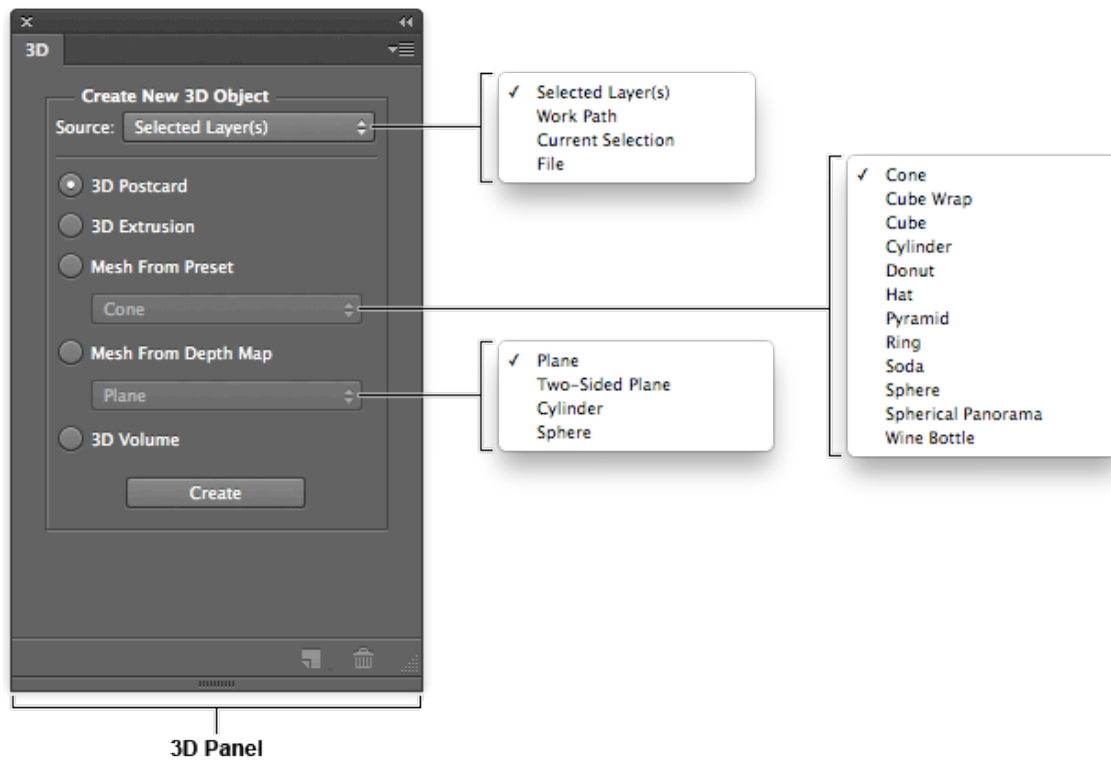 3D
Create New 3D Object
Source: Selected Layer(s)
3D Postcard
3D Extrusion
Mesh From Preset
Cone
Mesh From Depth Map
Plane
3D Volume
Create
3D Panel
✓ Selected Layer(s)
Work Path
Current Selection
File
✓ Plane
Two-Sided Plane
Cylinder
Sphere
✓ Cone
Cube Wrap
Cube
Cylinder
Donut
Hat
Pyramid
Ring
Soda
Sphere
Spherical Panorama
Wine Bottle